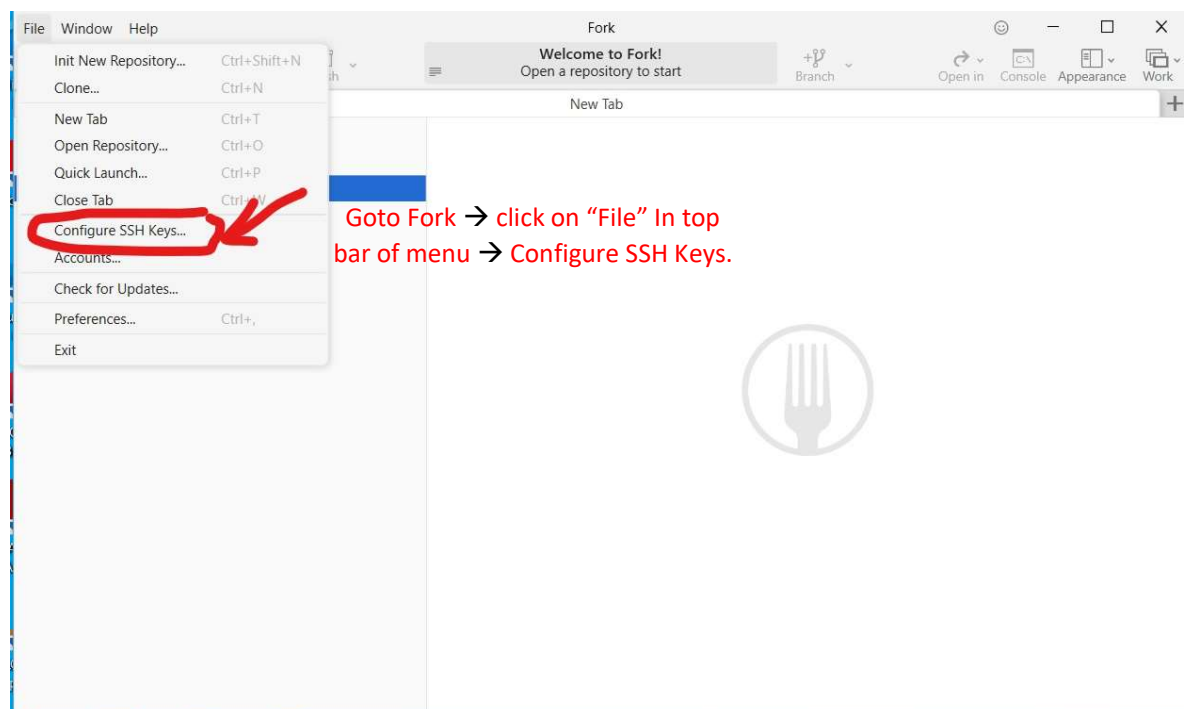 File Window Help
Fork
Init New Repository... Ctrl+Shift+N
Clone... Ctrl+N
New Tab Ctrl+T
Open Repository... Ctrl+O
Quick Launch... Ctrl+P
Close Tab
Configure SSH Keys...
Accounts...
Check for Updates...
Preferences... Ctrl+,
Exit
Welcome to Fork!
Open a repository to start
Branch
Open in Console Appearance Work
New Tab
Goto Fork → click on “File” In top
bar of menu → Configure SSH Keys.